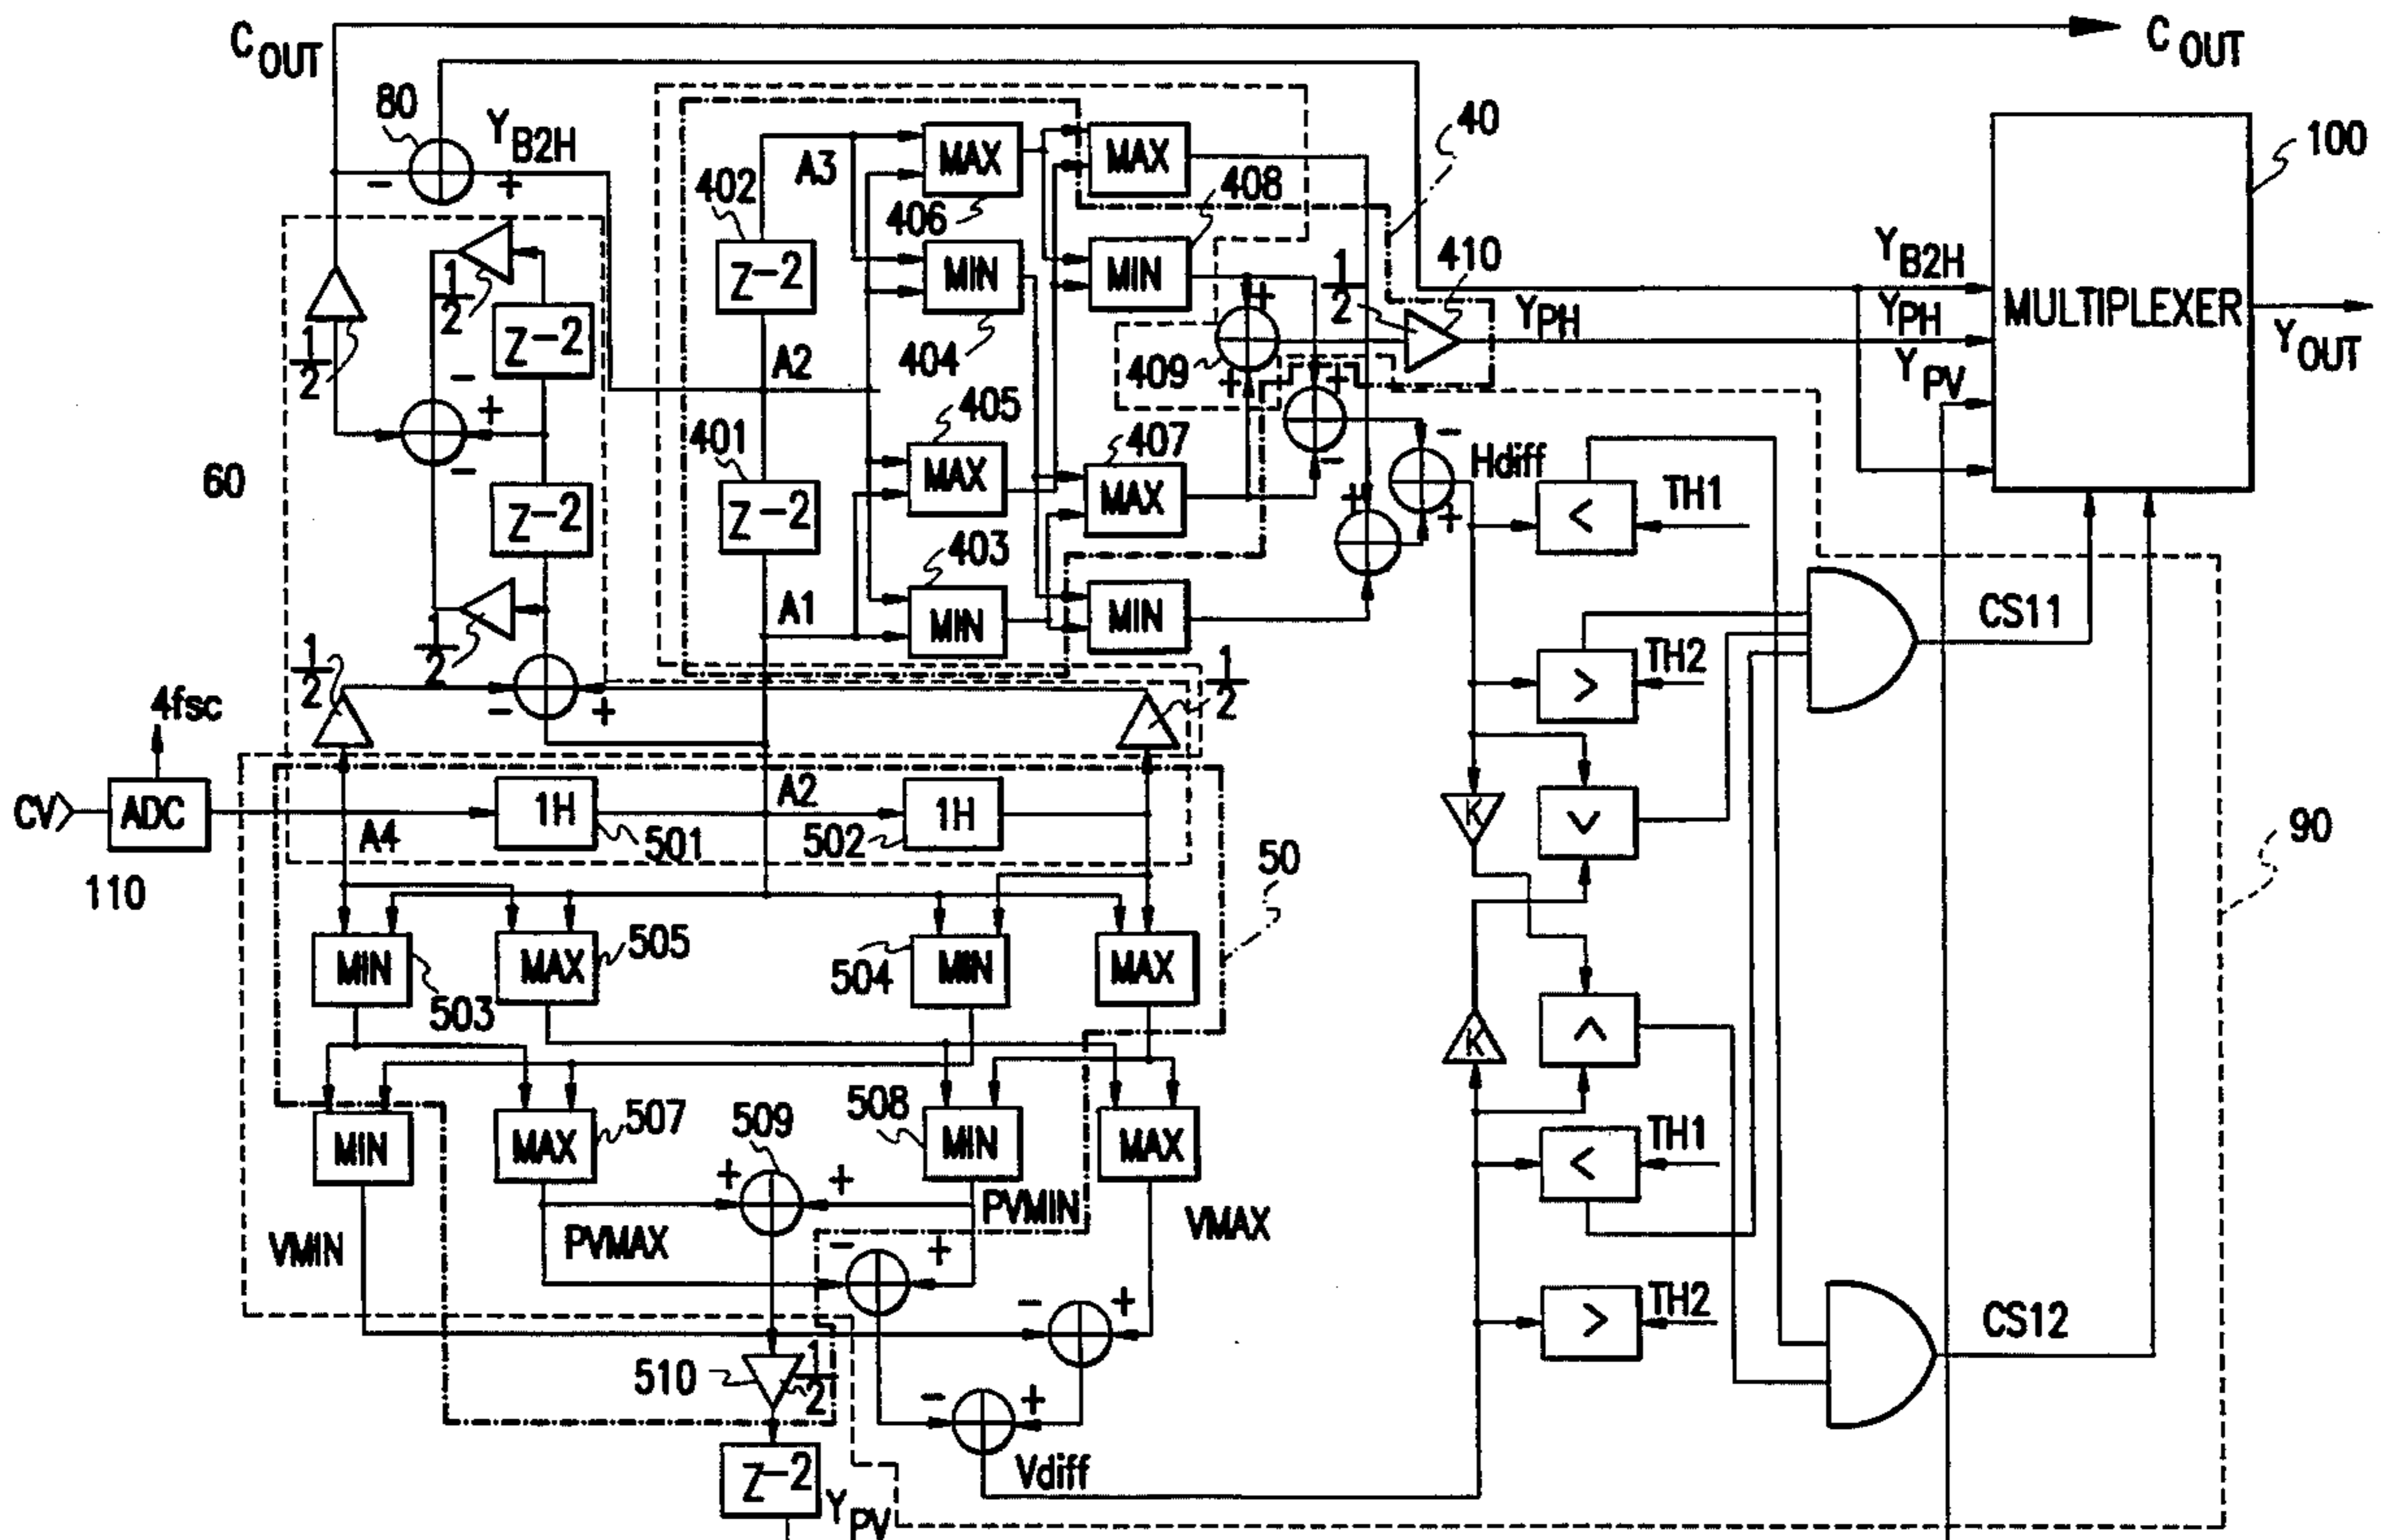 C OUT
C OUT
80
Y B2H
40
100
A3
MAX
MAX
402
406
408
Z-2
MIN
MIN
1/2
410
Y B2H
MULTIPLEXER
1/2
Z-2
404
Y PH
Y PH
Y OUT
1/2
A2
409
Y PV
405
401
407
60
MAX
Hdiff
TH1
Z-2
Z-2
MAX
<
403
A1
CS11
MIN
MIN
1/2
1/2
TH2
>
1/2
4fsc
CV
ADC
1H
A2
1H
K
v
90
A4
501
502
50
110
MIN
MAX
505
504
MIN
MAX
503
^
K
MIN
MAX
507
509
508
MIN
MAX
TH1
<
PVMIN
VMAX
VMIN
PVMAX
TH2
>
CS12
510
1/2
Z-2
Vdiff
Y PV